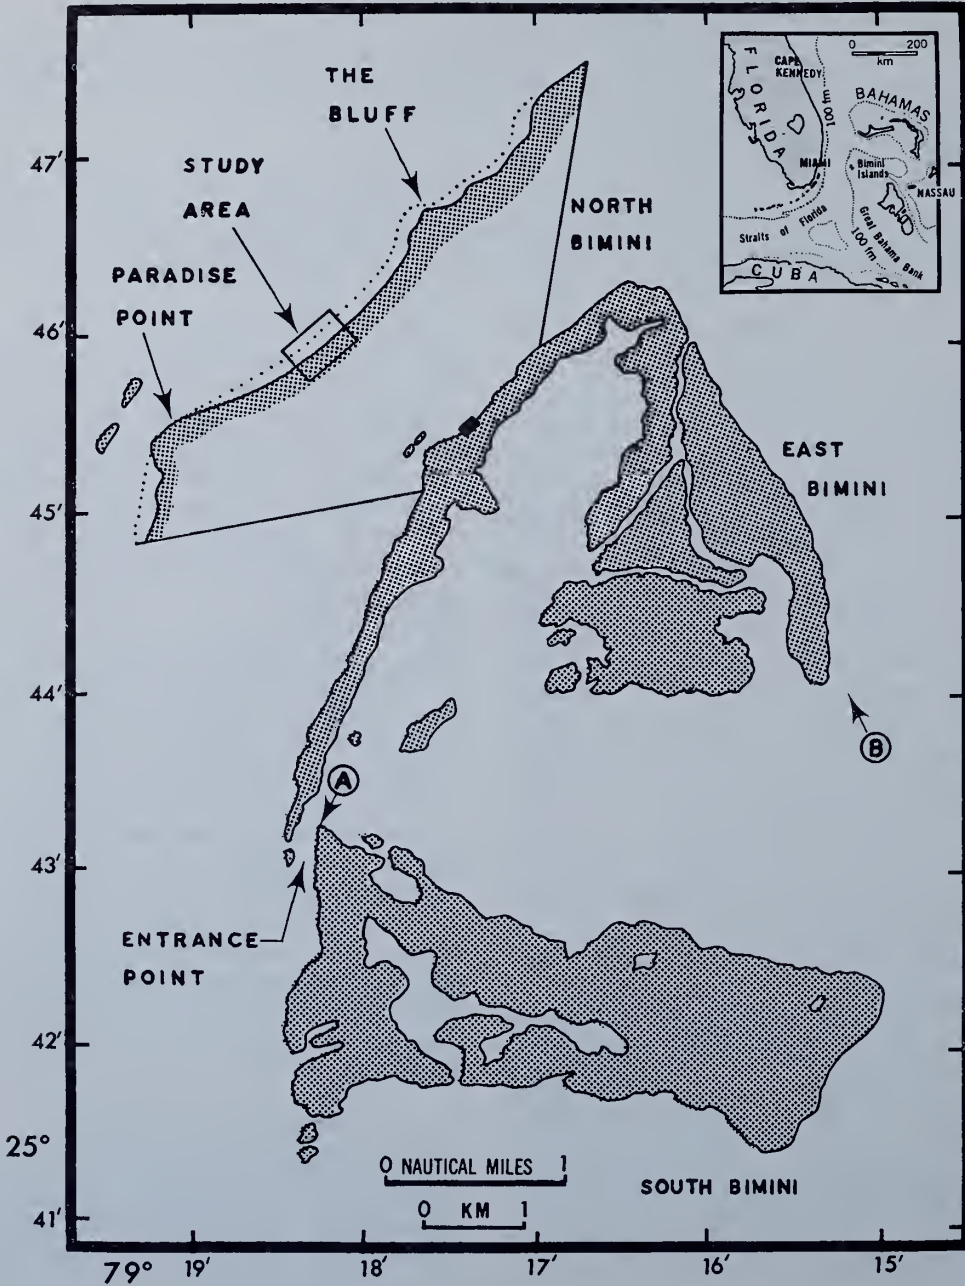 THE
BLUFF
STUDY
AREA
PARADISE
POINT
NORTH
BIMINI
EAST
BIMINI
FLORIDA
CAPE
KENNEDY
0 200
km
100 fm
BAHAMAS
MIAMI
Bimini
Islands
NASSAU
Straits of Florida
Great Bahama Bank
100 fm
CUBA
47'
46'
45'
44'
43'
42'
25°
41'
A
B
ENTRANCE
POINT
0 NAUTICAL MILES 1
0 KM 1
SOUTH BIMINI
79° 19' 18' 17' 16' 15'